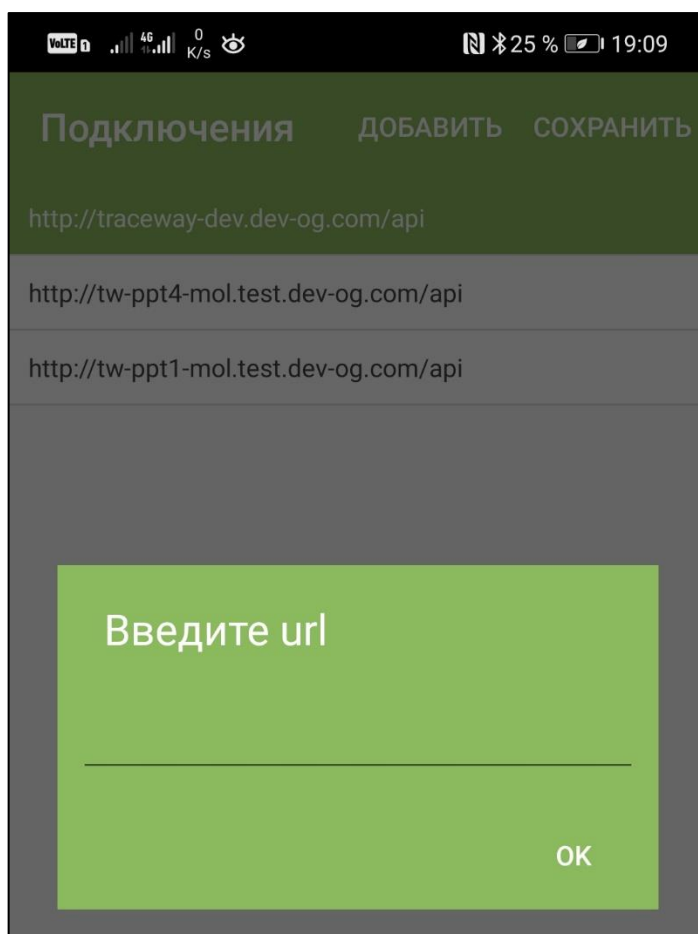 VoLTE 1 4G 0 K/s 25 % 19:09
Подключения ДОБАВИТЬ СОХРАНИТЬ
http://traceway-dev.dev-og.com/api
http://tw-ppt4-mol.test.dev-og.com/api
http://tw-ppt1-mol.test.dev-og.com/api
Введите url
ОК